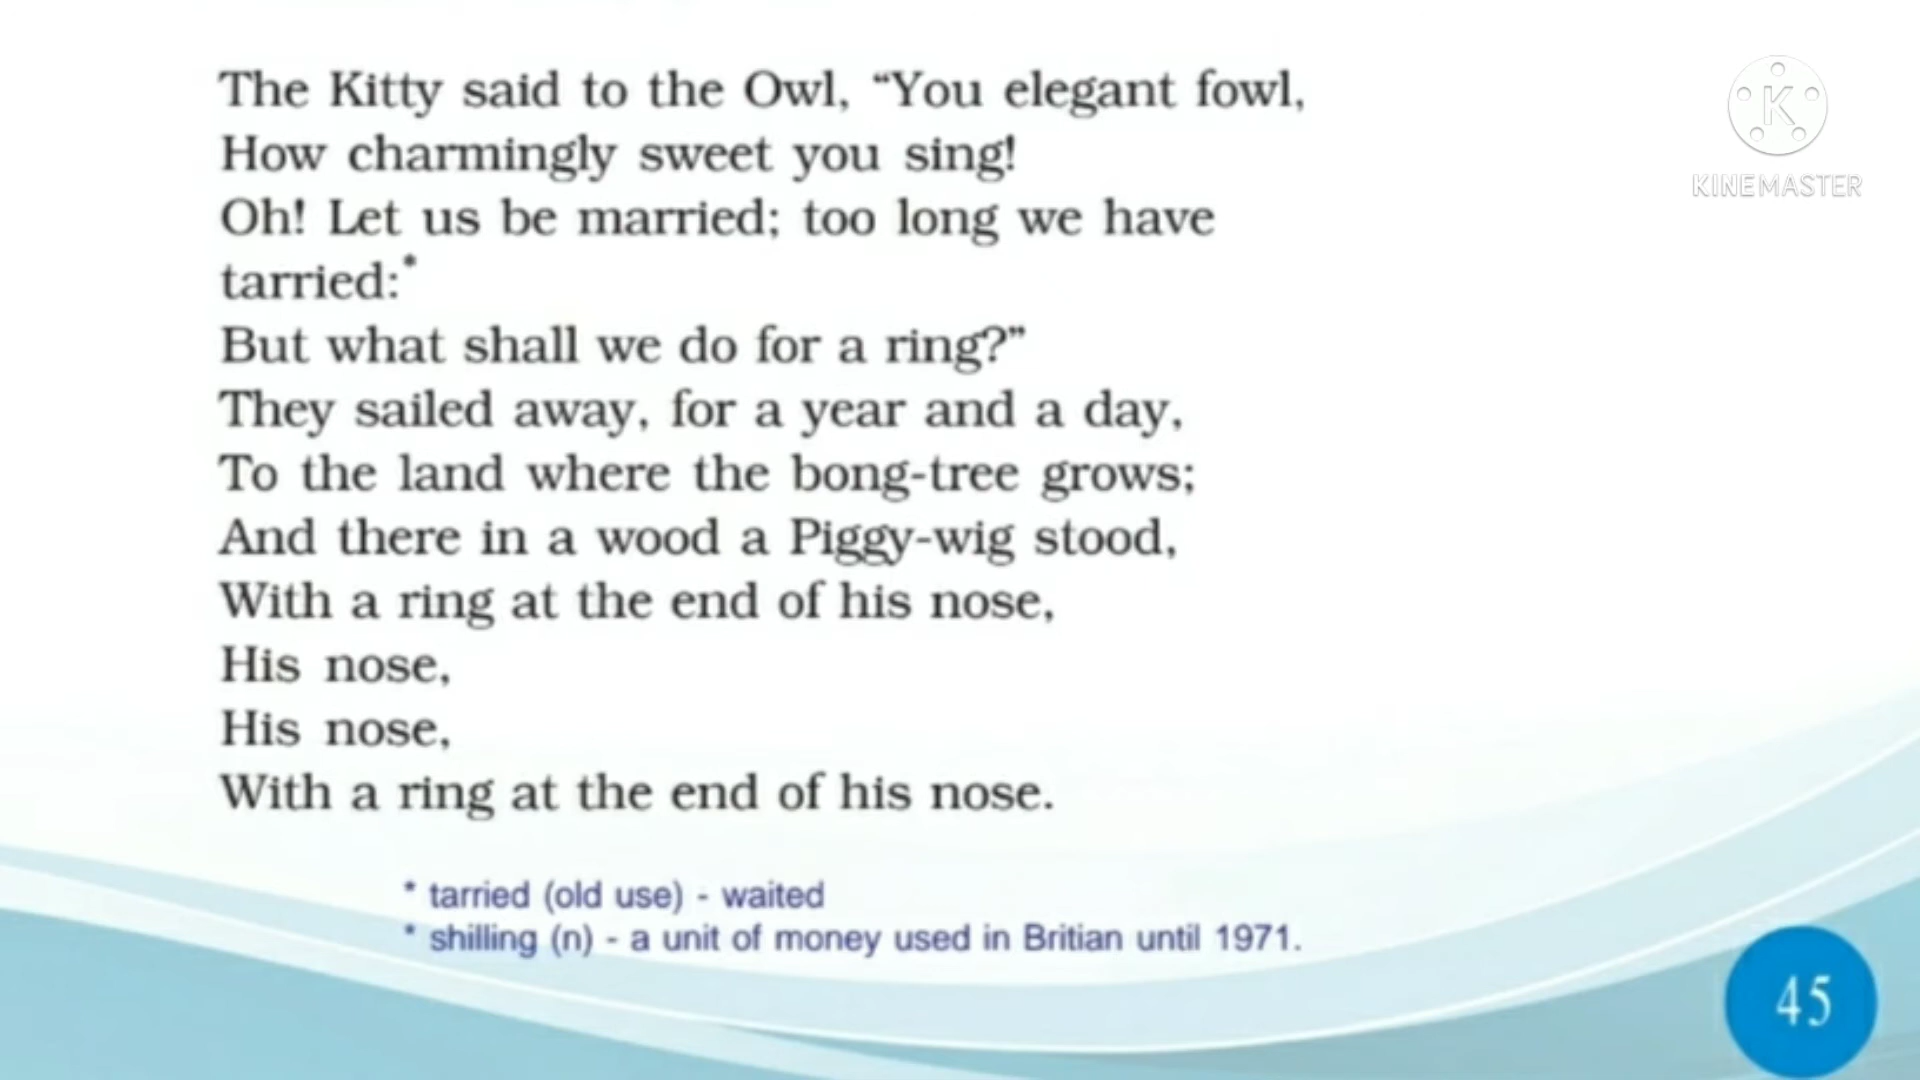 The Kitty said to the Owl, “You elegant fowl,
How charmingly sweet you sing!
Oh! Let us be married; too long we have
tarried:*
But what shall we do for a ring?”
They sailed away, for a year and a day,
To the land where the bong-tree grows;
And there in a wood a Piggy-wig stood,
With a ring at the end of his nose,
His nose,
His nose,
With a ring at the end of his nose.
* tarried (old use) - waited
* shilling (n) - a unit of money used in Britian until 1971.
45
K
KINEMASTER